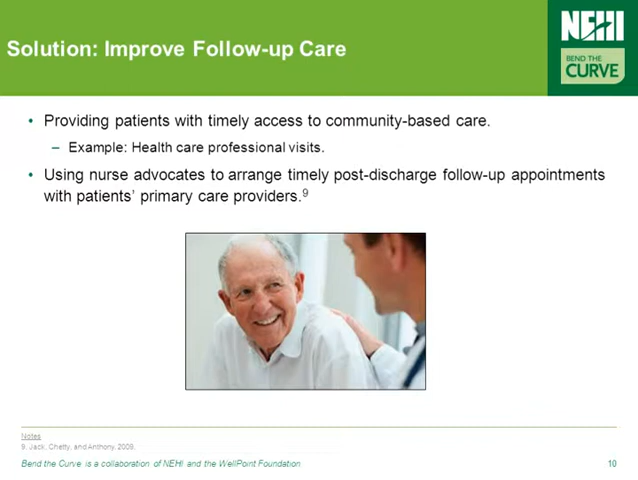 Solution: Improve Follow-up Care
NEHI
BEND THE
CURVE
• Providing patients with timely access to community-based care.
– Example: Health care professional visits.
• Using nurse advocates to arrange timely post-discharge follow-up appointments
with patients’ primary care providers.9
Notes
9. Jack, Chetty, and Anthony, 2009.
Bend the Curve is a collaboration of NEHI and the WellPoint Foundation
10